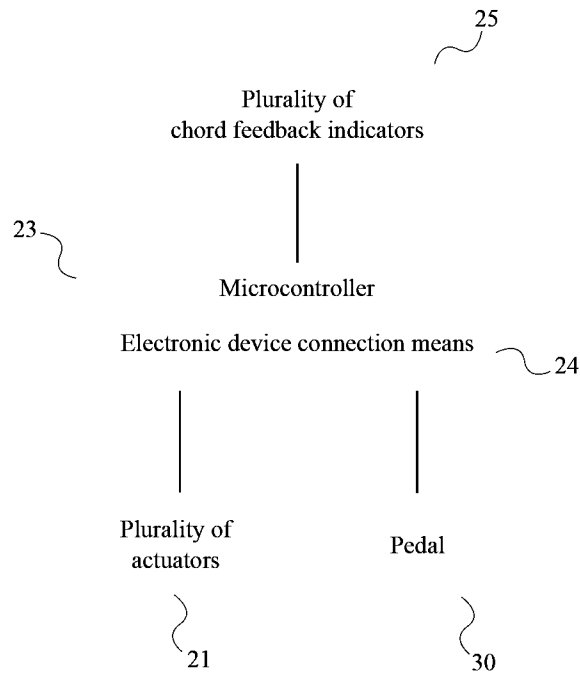 25
Plurality of
chord feedback indicators
23
Microcontroller
Electronic device connection means
24
Plurality of
actuators
Pedal
21
30